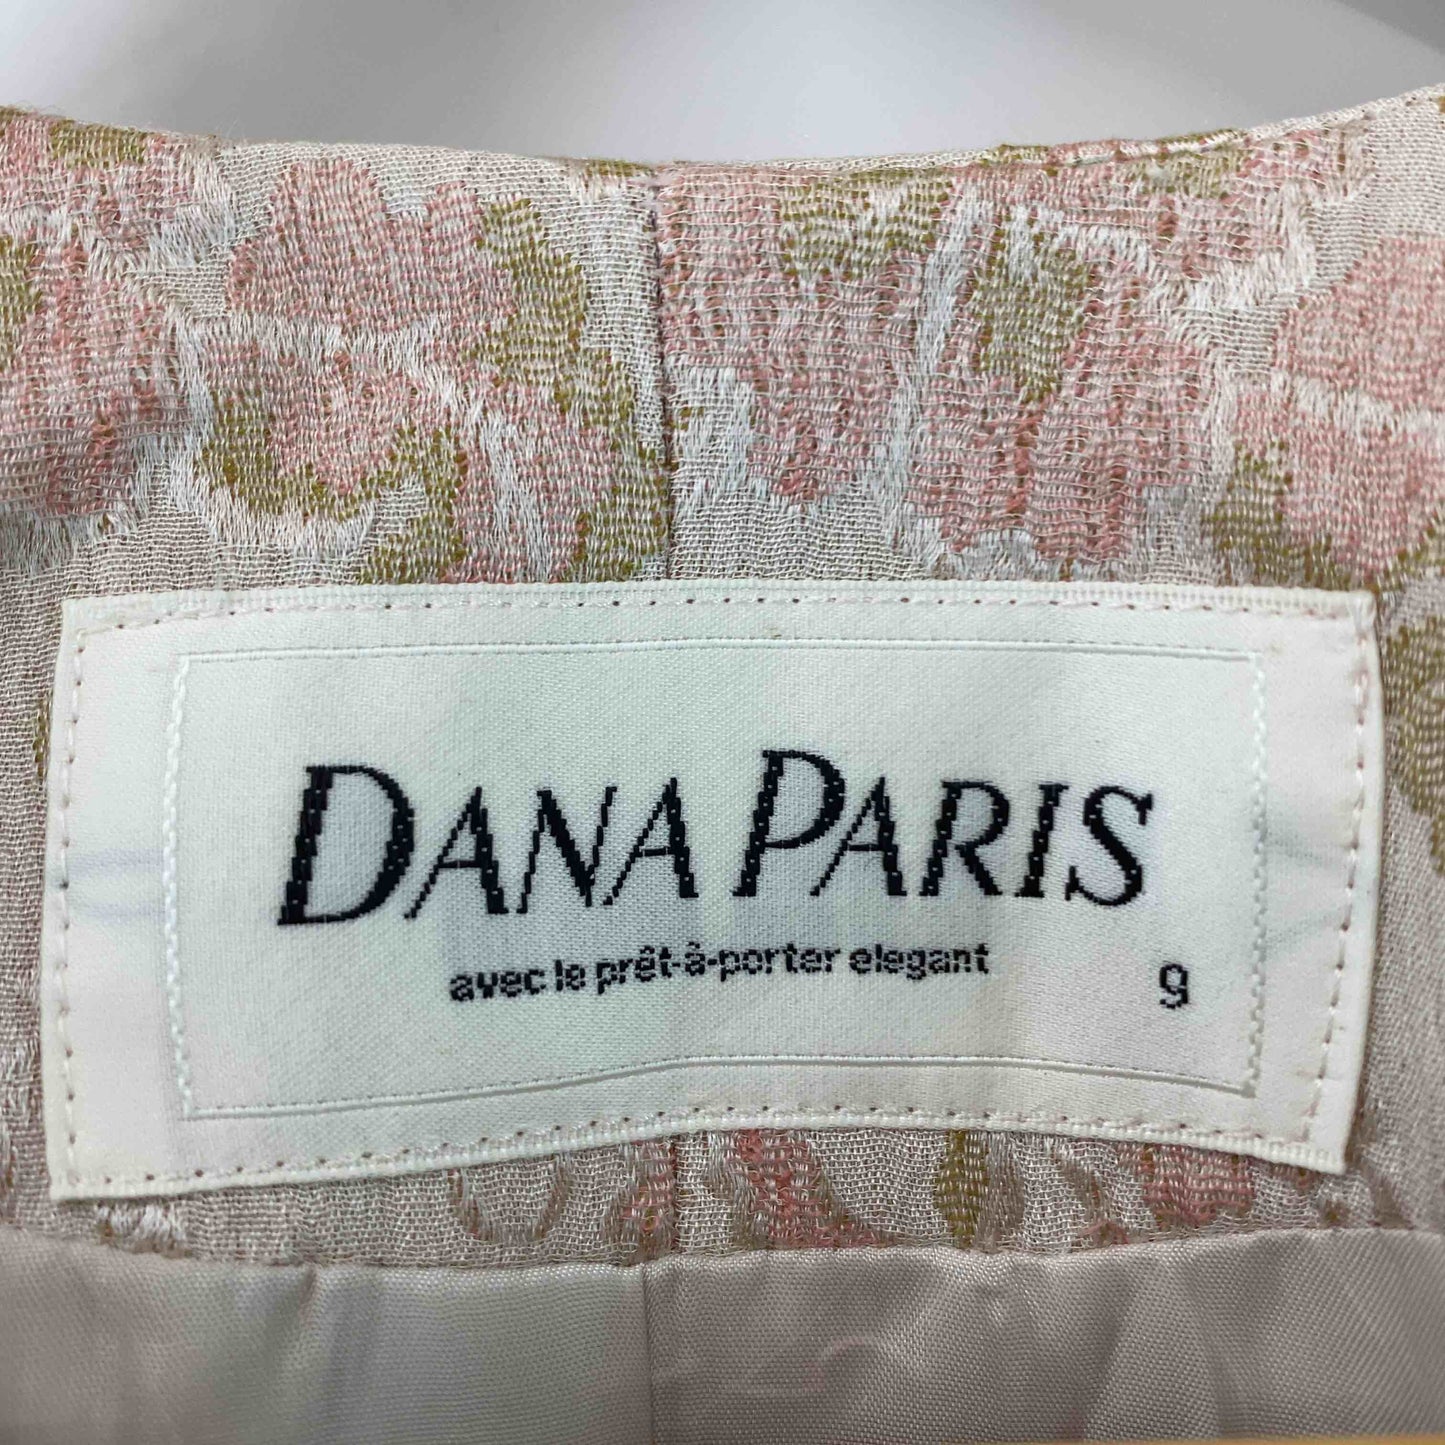 DANA PARIS
avec le prêt-à-porter elegant 9